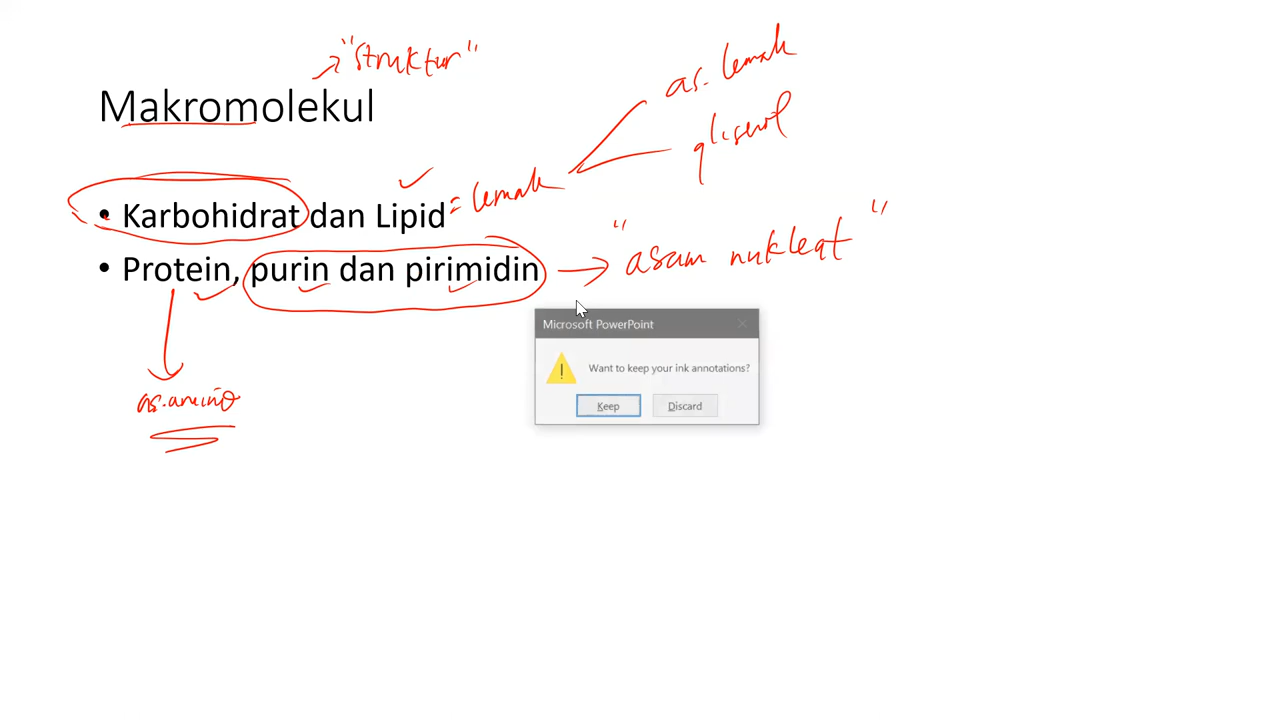 "struktur"
Makromolekul
as. lemak
gliserol
• Karbohidrat dan Lipid = lemak
• Protein, purin dan pirimidin → "asam nukleat"
as. amino
Microsoft PowerPoint
Want to keep your ink annotations?
Keep Discard